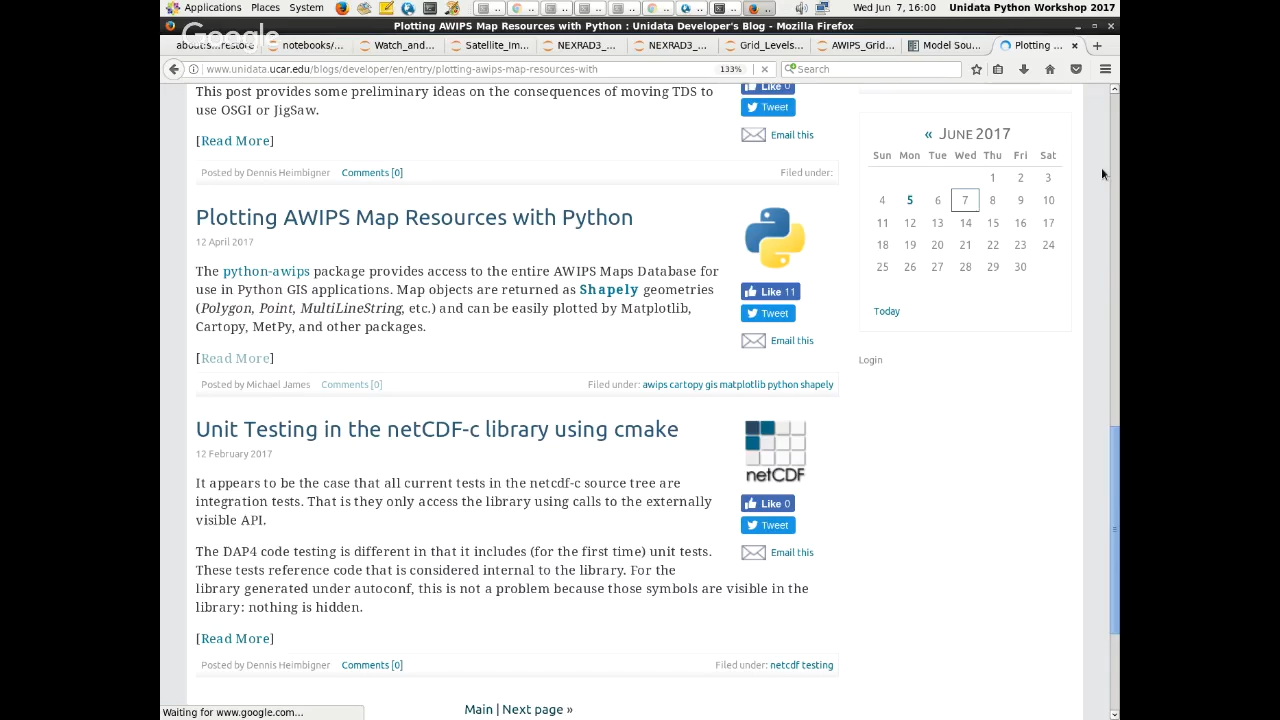 Applications Places System Wed Jun 7, 16:00 Unidata Python Workshop 2017
Plotting AWIPS Map Resources with Python : Unidata Developer's Blog - Mozilla Firefox
Google
about:s...restore notebooks/... Watch_and... Satellite_Im... NEXRAD3_... NEXRAD3_... Grid_Levels... AWIPS_Grid... Model Sou... Plotting ...
www.unidata.ucar.edu/blogs/developer/en/entry/plotting-awips-map-resources-with 133% Search
This post provides some preliminary ideas on the consequences of moving TDS to
use OSGI or JigSaw.
Like 0
Tweet
Email this
[Read More]
Posted by Dennis Heimbigner Comments [0] Filed under:
Plotting AWIPS Map Resources with Python
12 April 2017
The python-awips package provides access to the entire AWIPS Maps Database for
use in Python GIS applications. Map objects are returned as Shapely geometries
(Polygon, Point, MultiLineString, etc.) and can be easily plotted by Matplotlib,
Cartopy, MetPy, and other packages.
Like 11
Tweet
Email this
[Read More]
Posted by Michael James Comments [0] Filed under: awips cartopy gis matplotlib python shapely
Unit Testing in the netCDF-c library using cmake
12 February 2017
netCDF
It appears to be the case that all current tests in the netcdf-c source tree are
integration tests. That is they only access the library using calls to the externally
visible API.
Like 0
Tweet
Email this
The DAP4 code testing is different in that it includes (for the first time) unit tests.
These tests reference code that is considered internal to the library. For the
library generated under autoconf, this is not a problem because those symbols are visible in the
library: nothing is hidden.
[Read More]
Posted by Dennis Heimbigner Comments [0] Filed under: netcdf testing
Main | Next page »
« June 2017
Sun Mon Tue Wed Thu Fri Sat
1 2 3
4 5 6 7 8 9 10
11 12 13 14 15 16 17
18 19 20 21 22 23 24
25 26 27 28 29 30
Today
Login
Waiting for www.google.com...